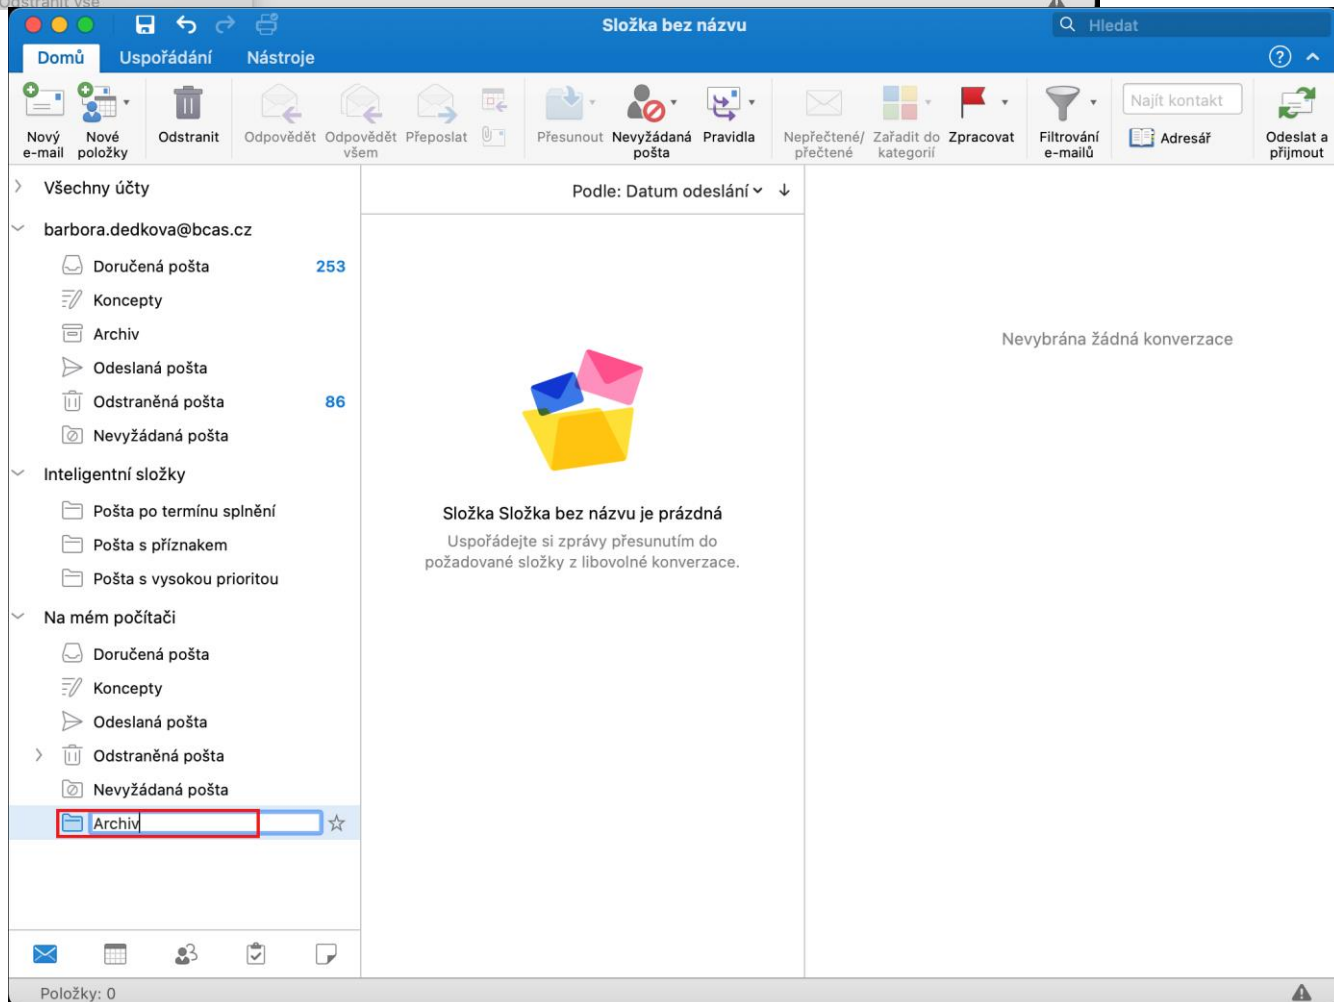 Odstranit vše
Složka bez názvu
Hledat
Domů Uspořádání Nástroje
Nový e-mail
Nové položky
Odstranit
Odpovědět
Odpovědět všem
Přeposlat
Přesunout
Nevyžádaná pošta
Pravidla
Nepřečtené/ přečtené
Zařadit do kategorií
Zpracovat
Filtrování e-mailů
Najít kontakt
Adresář
Odeslat a přijmout
Všechny účty
barbora.dedkova@bcas.cz
Doručená pošta 253
Koncepty
Archiv
Odeslaná pošta
Odstraněná pošta 86
Nevyžádaná pošta
Inteligentní složky
Pošta po termínu splnění
Pošta s příznakem
Pošta s vysokou prioritou
Na mém počítači
Doručená pošta
Koncepty
Odeslaná pošta
Odstraněná pošta
Nevyžádaná pošta
Archiv
Podle: Datum odeslání
Složka Složka bez názvu je prázdná
Uspořádejte si zprávy přesunutím do
požadované složky z libovolné konverzace.
Nevybrána žádná konverzace
Položky: 0